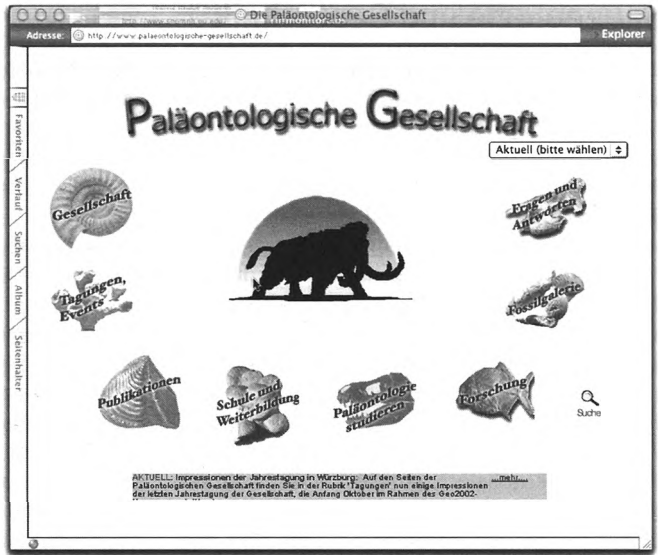 Die Paläontologische Gesellschaft
Adresse: http://www.palaeontologische-gesellschaft.de/ Explorer
Favoriten
Verlauf
Suchen
Album
Seitenhalter
Paläontologische Gesellschaft
Aktuell (bitte wählen)
Gesellschaft
Fragen und
Antworten
Tagungen,
Events
Fossilgalerie
Publikationen
Schule und
Weiterbildung
Paläontologie
studieren
Forschung
Suche
AKTUELL: Impressionen der Jahrestagung in Würzburg: Auf den Seiten der ...mehr....
Paläontologischen Gesellschaft finden Sie in der Rubrik 'Tagungen' nun einige Impressionen
der letzten Jahrestagung der Gesellschaft, die Anfang Oktober im Rahmen des Geo2002-